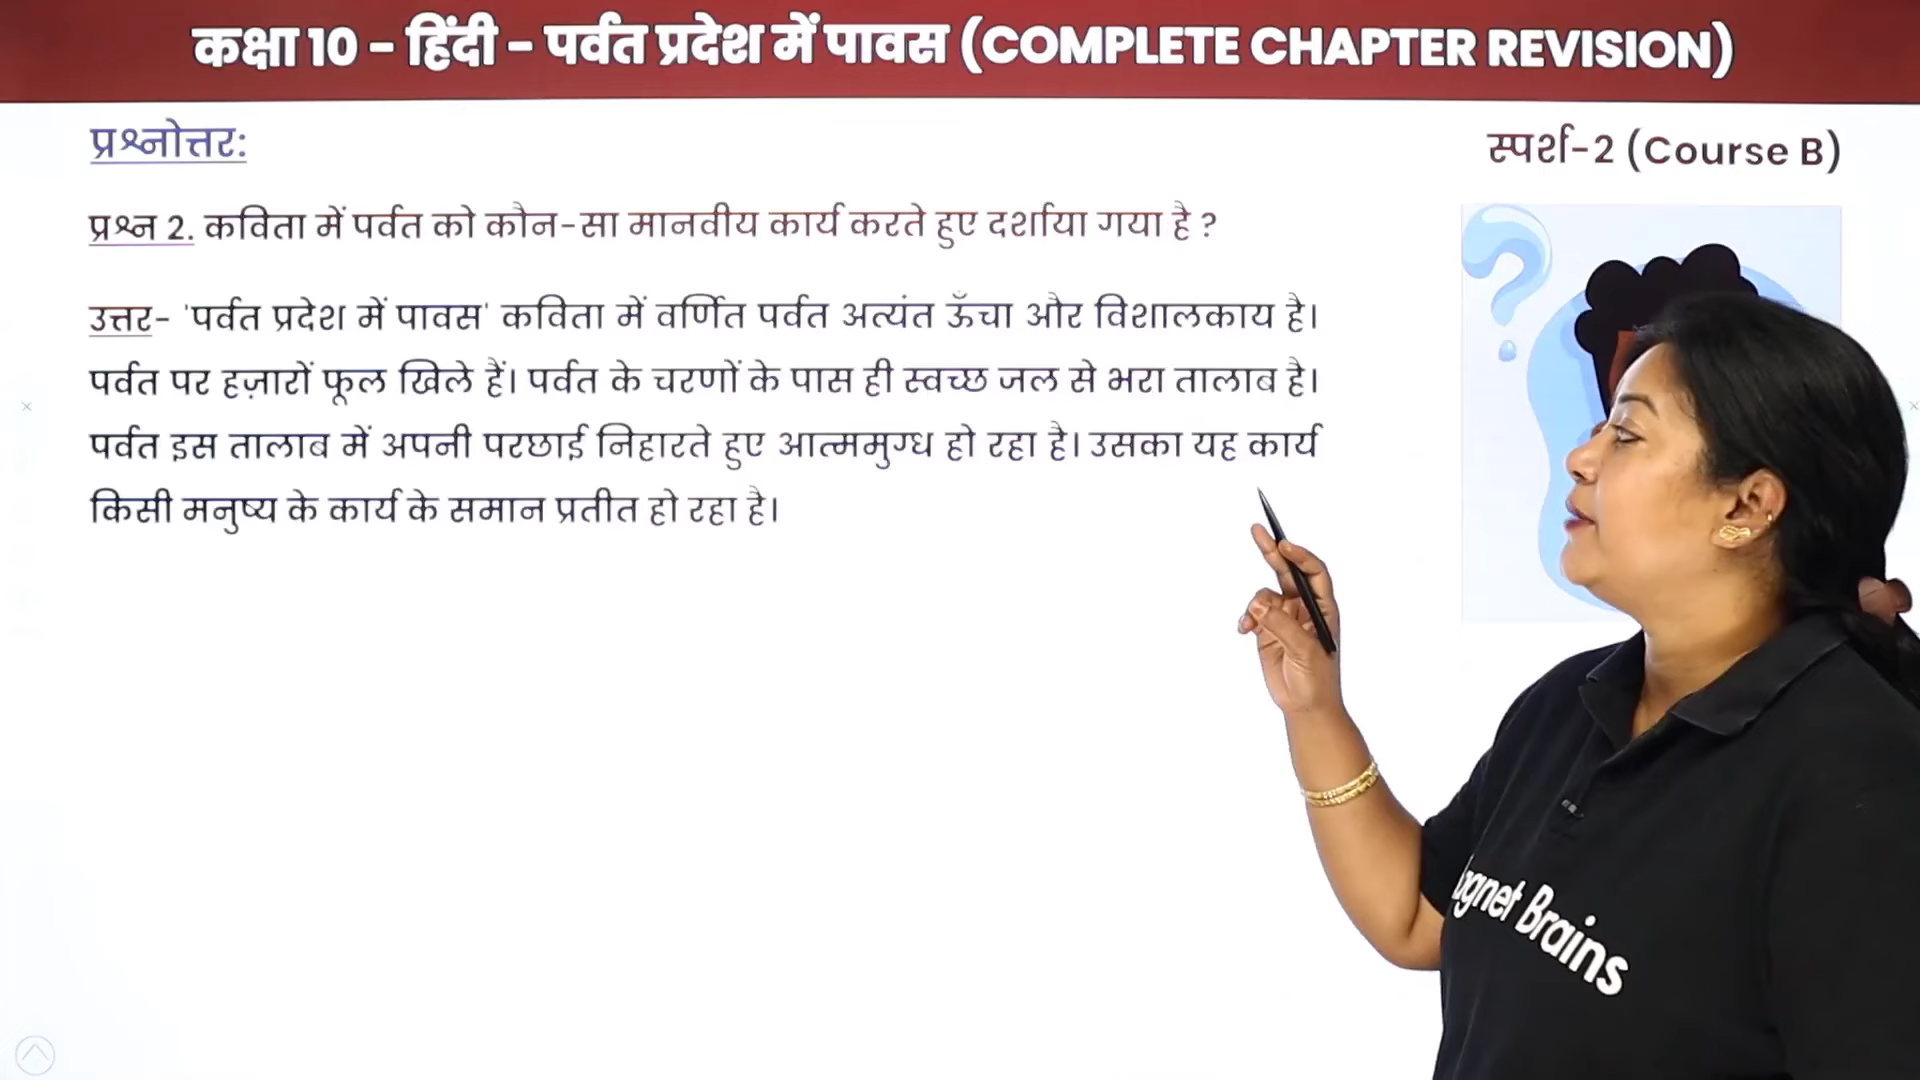 कक्षा 10 – हिंदी – पर्वत प्रदेश में पावस (COMPLETE CHAPTER REVISION)
प्रश्नोत्तर:
स्पर्श-2 (Course B)
प्रश्न 2. कविता में पर्वत को कौन-सा मानवीय कार्य करते हुए दर्शाया गया है ?
उत्तर- 'पर्वत प्रदेश में पावस' कविता में वर्णित पर्वत अत्यंत ऊँचा और विशालकाय है।
पर्वत पर हज़ारों फूल खिले हैं। पर्वत के चरणों के पास ही स्वच्छ जल से भरा तालाब है।
पर्वत इस तालाब में अपनी परछाई निहारते हुए आत्ममुग्ध हो रहा है। उसका यह कार्य
किसी मनुष्य के कार्य के समान प्रतीत हो रहा है।
Brains